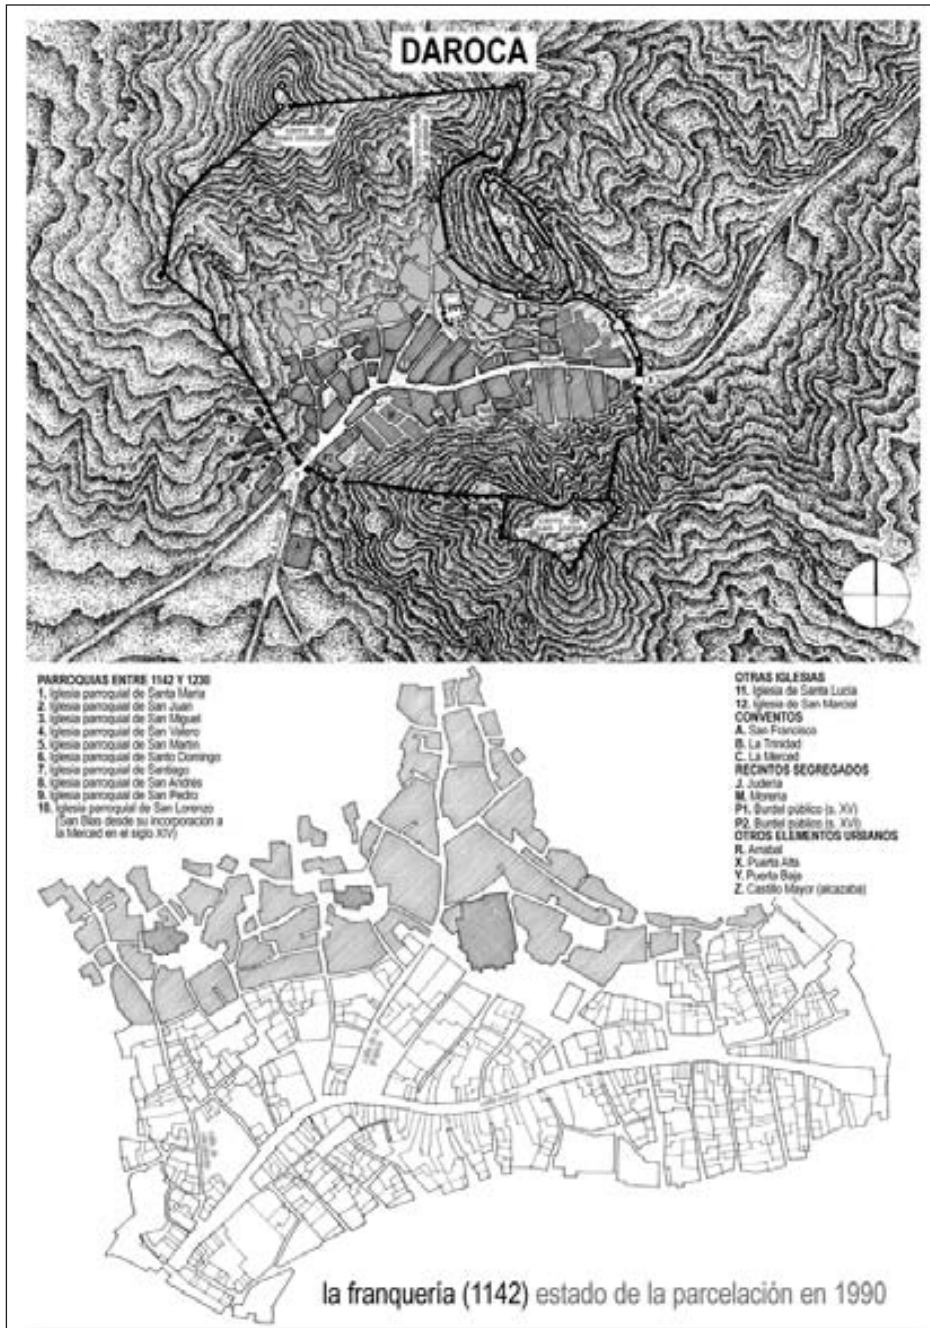 DAROCA
PARROQUIAS ENTRE 1142 Y 1230
1. Iglesia parroquial de Santa María
2. Iglesia parroquial de San Juan
3. Iglesia parroquial de San Miguel
4. Iglesia parroquial de San Valero
5. Iglesia parroquial de San Martín
6. Iglesia parroquial de Santo Domingo
7. Iglesia parroquial de Santiago
8. Iglesia parroquial de San Andrés
9. Iglesia parroquial de San Pedro
10. Iglesia parroquial de San Lorenzo
(San Blas desde su incorporación a
la Merced en el siglo XIV)
OTRAS IGLESIAS
11. Iglesia de Santa Lucía
12. Iglesia de San Marcial
CONVENTOS
A. San Francisco
B. La Trinidad
C. La Merced
RECINTOS SEGREGADOS
J. Judería
M. Morería
P1. Burdel público (s. XV)
P2. Burdel público (s. XVI)
OTROS ELEMENTOS URBANOS
R. Arrabal
X. Puerta Alta
Y. Puerta Baja
Z. Castillo Mayor (alcazaba)
la franquería (1142) estado de la parcelación en 1990